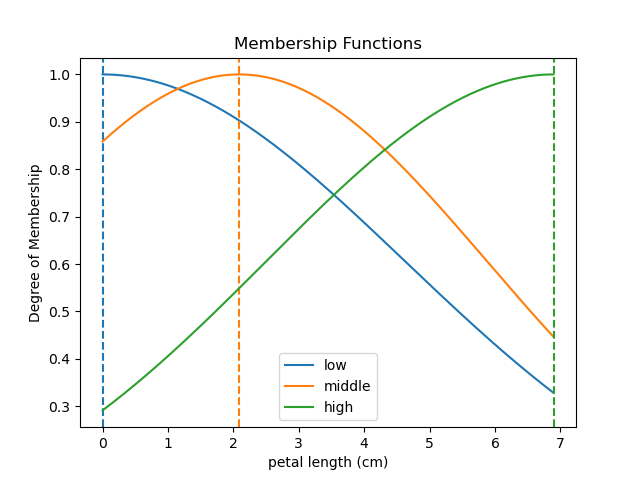 Membership Functions
Degree of Membership
1.0
0.9
0.8
0.7
0.6
0.5
0.4
0.3
low
middle
high
0 1 2 3 4 5 6 7
petal length (cm)